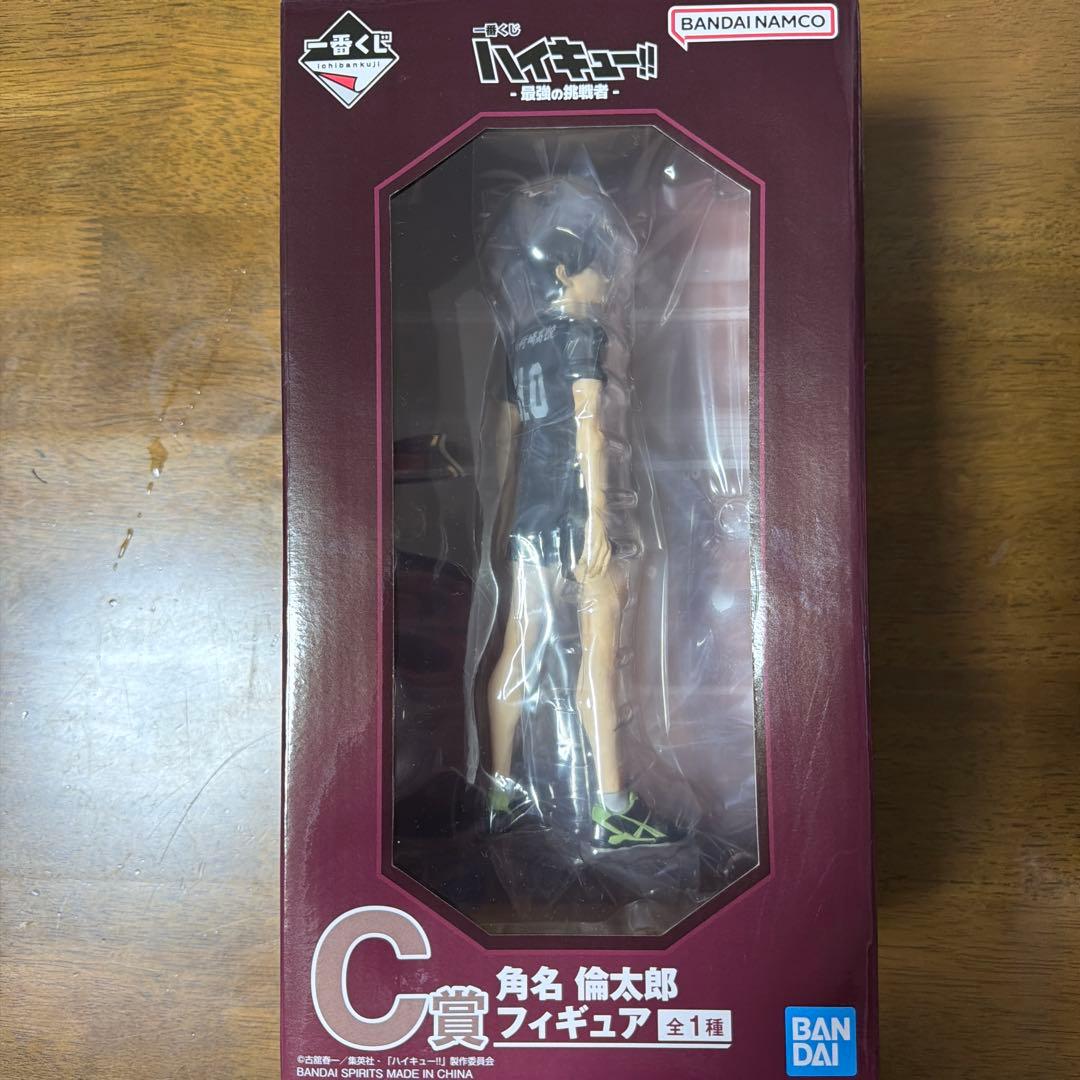 一番くじ
ichibankuji
一番くじ
ハイキュー!!
- 最強の挑戦者 -
BANDAI NAMCO
10
C賞
角名 倫太郎
フィギュア 全1種
©古舘春一／集英社・「ハイキュー!!」製作委員会
BANDAI SPIRITS MADE IN CHINA
BAN
DAI